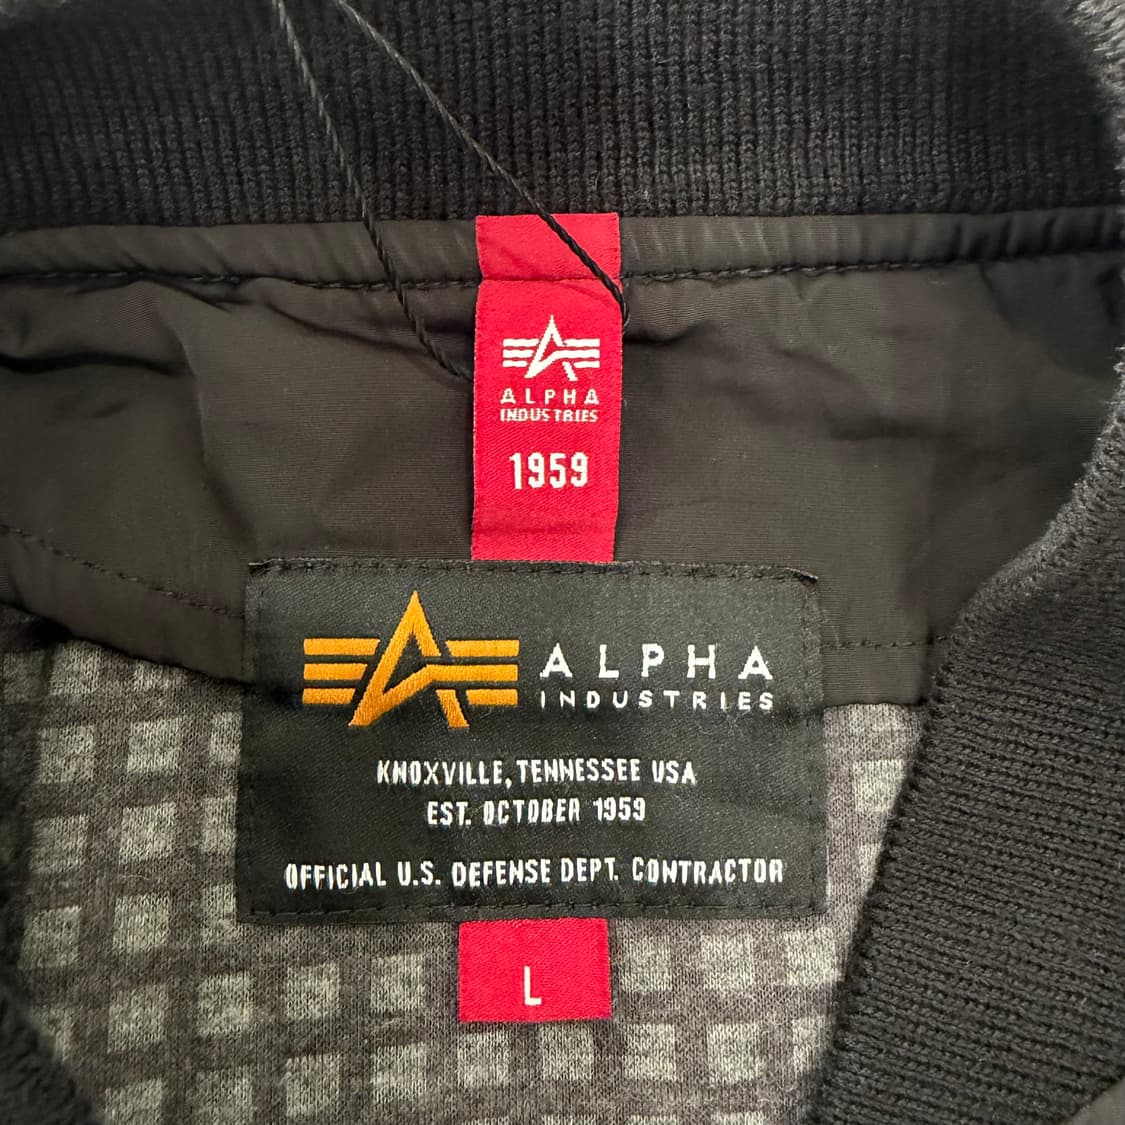 ALPHA
INDUSTRIES
1959
ALPHA
INDUSTRIES
KNOXVILLE, TENNESSEE USA
EST. OCTOBER 1959
OFFICIAL U.S. DEFENSE DEPT. CONTRACTOR
L